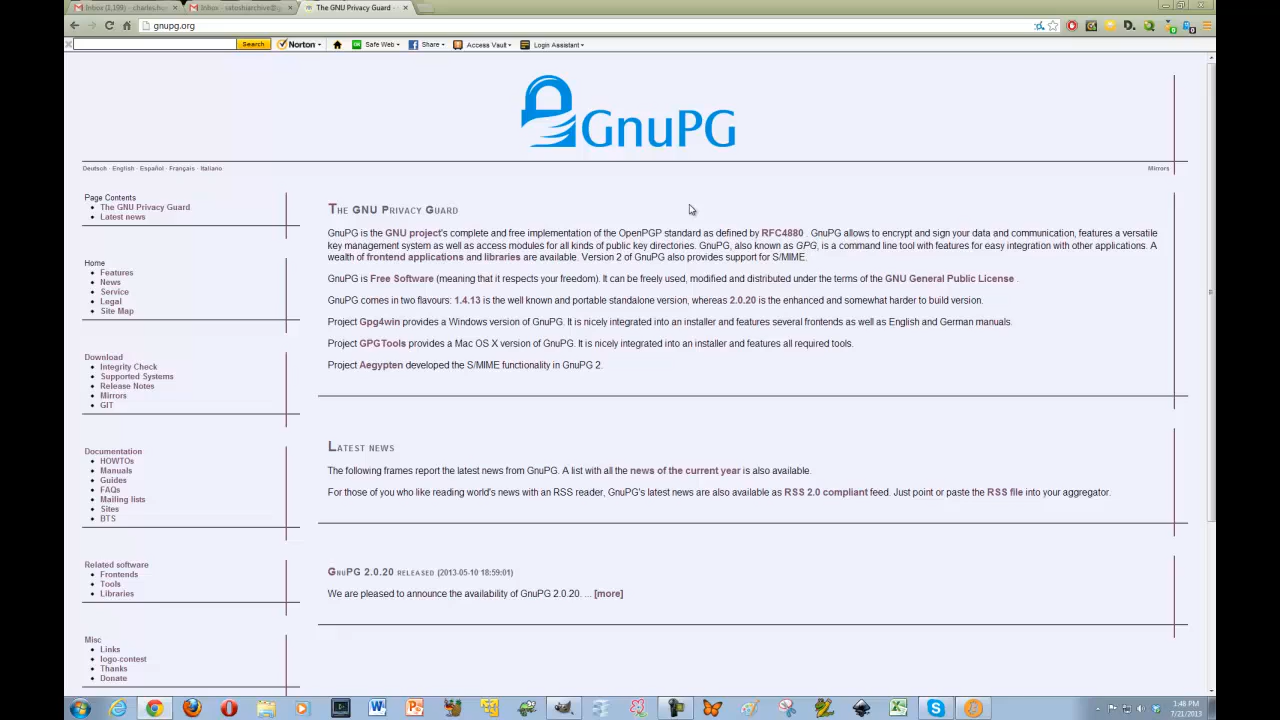 Inbox (1,199) - charles.ho
Inbox - satoshiarchive@g
The GNU Privacy Guard -
gnupg.org
Search
Norton
Safe Web
Share
Access Vault
Login Assistant
GnuPG
Deutsch · English · Español · Français · Italiano
Mirrors
Page Contents
The GNU Privacy Guard
Latest news
Home
Features
News
Service
Legal
Site Map
Download
Integrity Check
Supported Systems
Release Notes
Mirrors
GIT
Documentation
HOWTOs
Manuals
Guides
FAQs
Mailing lists
Sites
BTS
Related software
Frontends
Tools
Libraries
Misc
Links
logo-contest
Thanks
Donate
The GNU Privacy Guard
GnuPG is the GNU project's complete and free implementation of the OpenPGP standard as defined by RFC4880 . GnuPG allows to encrypt and sign your data and communication, features a versatile
key management system as well as access modules for all kinds of public key directories. GnuPG, also known as GPG, is a command line tool with features for easy integration with other applications. A
wealth of frontend applications and libraries are available. Version 2 of GnuPG also provides support for S/MIME.
GnuPG is Free Software (meaning that it respects your freedom). It can be freely used, modified and distributed under the terms of the GNU General Public License .
GnuPG comes in two flavours: 1.4.13 is the well known and portable standalone version, whereas 2.0.20 is the enhanced and somewhat harder to build version.
Project Gpg4win provides a Windows version of GnuPG. It is nicely integrated into an installer and features several frontends as well as English and German manuals.
Project GPGTools provides a Mac OS X version of GnuPG. It is nicely integrated into an installer and features all required tools.
Project Aegypten developed the S/MIME functionality in GnuPG 2.
Latest news
The following frames report the latest news from GnuPG. A list with all the news of the current year is also available.
For those of you who like reading world's news with an RSS reader, GnuPG's latest news are also available as RSS 2.0 compliant feed. Just point or paste the RSS file into your aggregator.
GnuPG 2.0.20 released (2013-05-10 18:59:01)
We are pleased to announce the availability of GnuPG 2.0.20. ... [more]
1:48 PM
7/21/2013